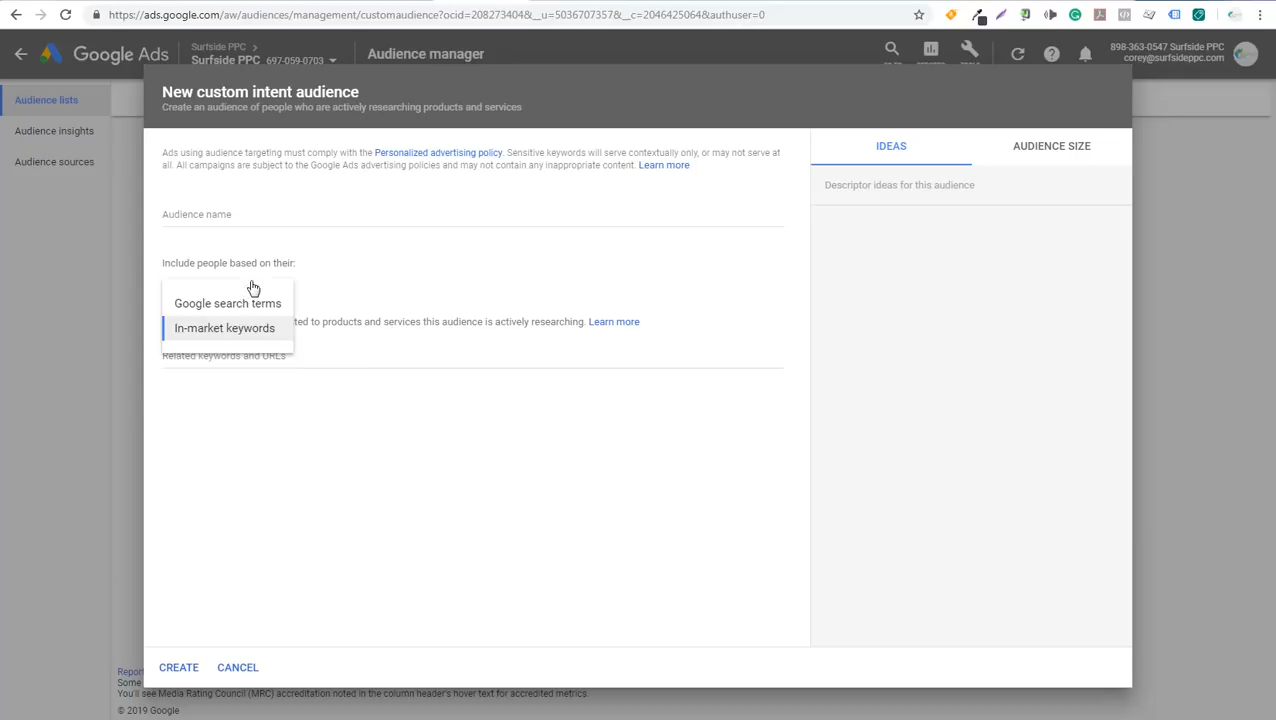 https://ads.google.com/aw/audiences/management/customaudience?ocid=208273404&__u=5036707357&__c=2046425064&authuser=0
Google Ads
Surfside PPC
Surfside PPC 697-059-0703
Audience manager
898-363-0547 Surfside PPC
corey@surfsideppc.com
Audience lists
Audience insights
Audience sources
New custom intent audience
Create an audience of people who are actively researching products and services
Ads using audience targeting must comply with the Personalized advertising policy. Sensitive keywords will serve contextually only, or may not serve at
all. All campaigns are subject to the Google Ads advertising policies and may not contain any inappropriate content. Learn more
Audience name
Include people based on their:
Google search terms
In-market keywords
ted to products and services this audience is actively researching. Learn more
Related keywords and URLs
IDEAS
AUDIENCE SIZE
Descriptor ideas for this audience
CREATE
CANCEL
Report
Some
You'll see Media Rating Council (MRC) accreditation noted in the column header's hover text for accredited metrics.
© 2019 Google